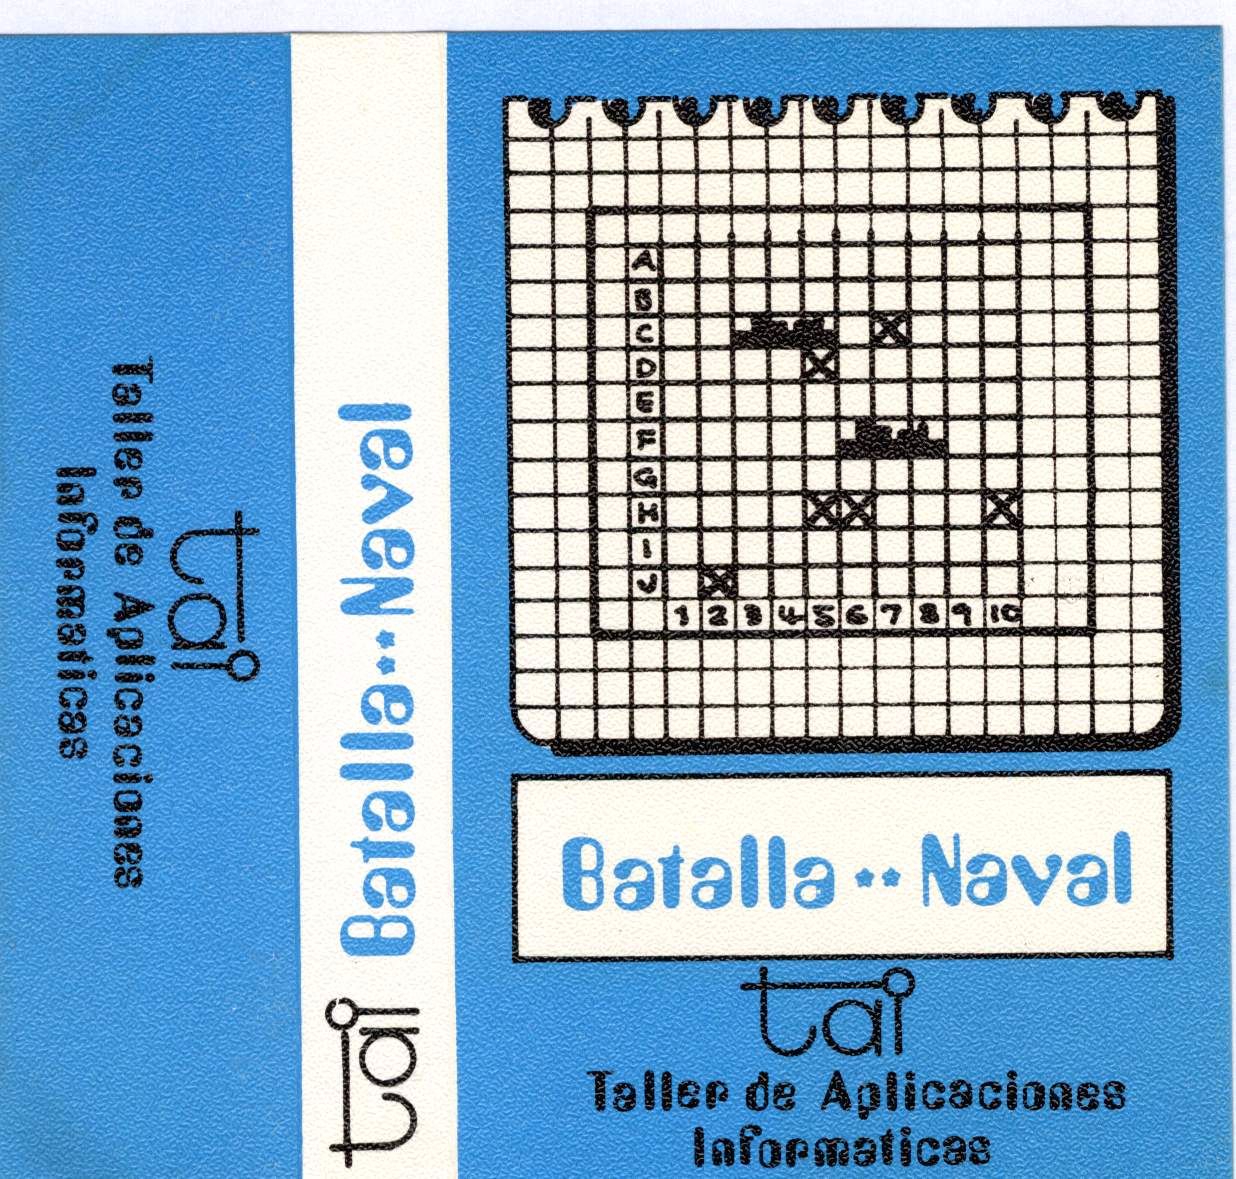 tai
Taller de Aplicaciones
Informaticas
tai Batalla ** Naval
A
B
C
D
E
F
G
H
I
J
1 2 3 4 5 6 7 8 9 10
Batalla ** Naval
tai
Taller de Aplicaciones
Informaticas